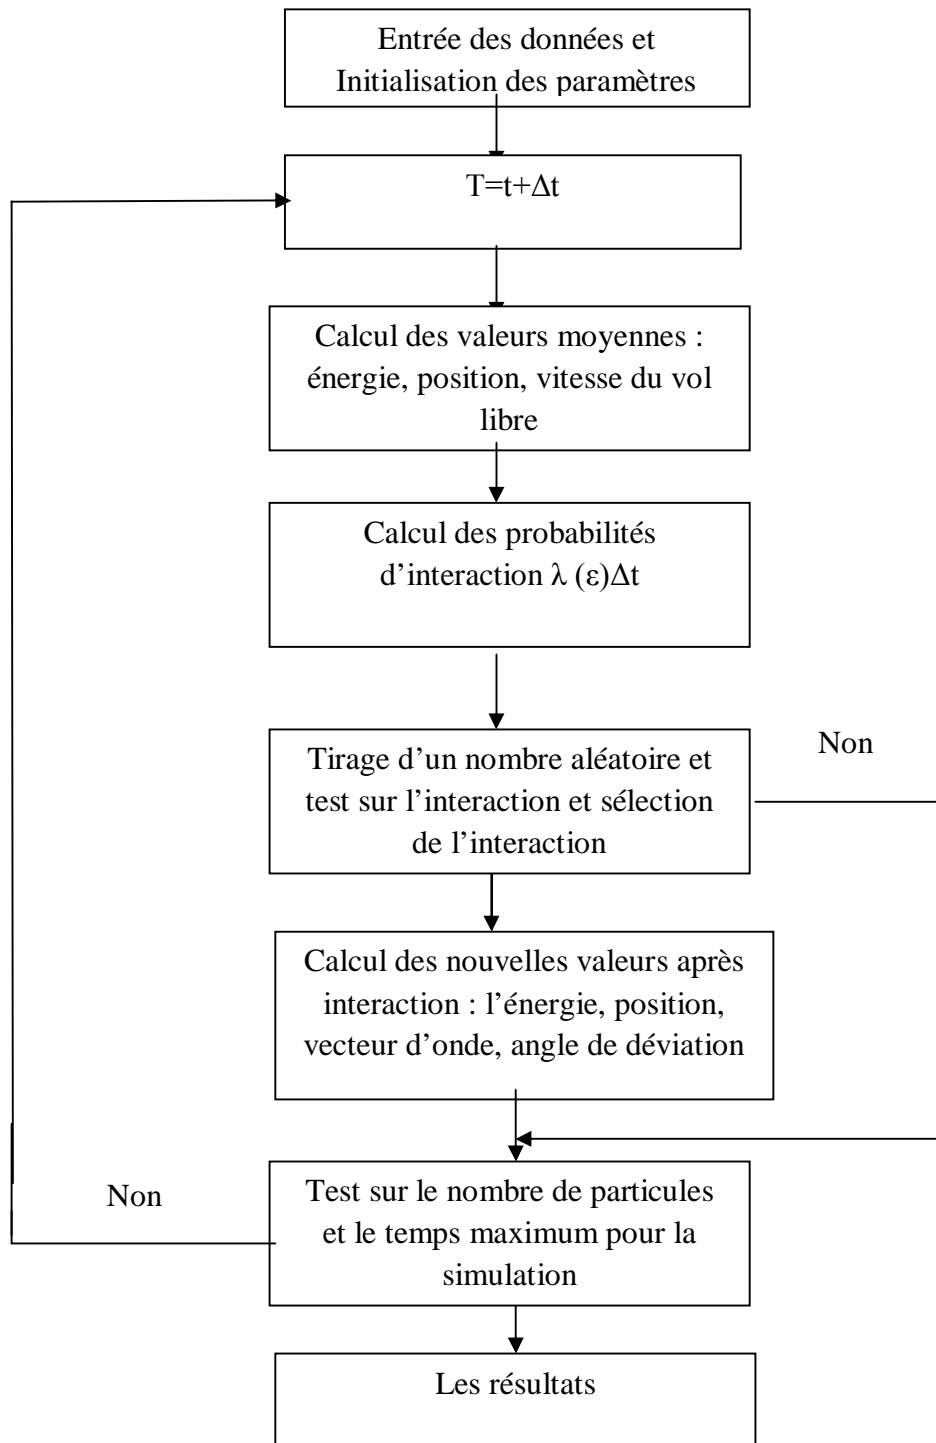 Entrée des données et
Initialisation des paramètres
T=t+Δt
Calcul des valeurs moyennes :
énergie, position, vitesse du vol
libre
Calcul des probabilités
d’interaction λ (ε)Δt
Tirage d’un nombre aléatoire et
test sur l’interaction et sélection
de l’interaction
Non
Calcul des nouvelles valeurs après
interaction : l’énergie, position,
vecteur d’onde, angle de déviation
Non
Test sur le nombre de particules
et le temps maximum pour la
simulation
Les résultats